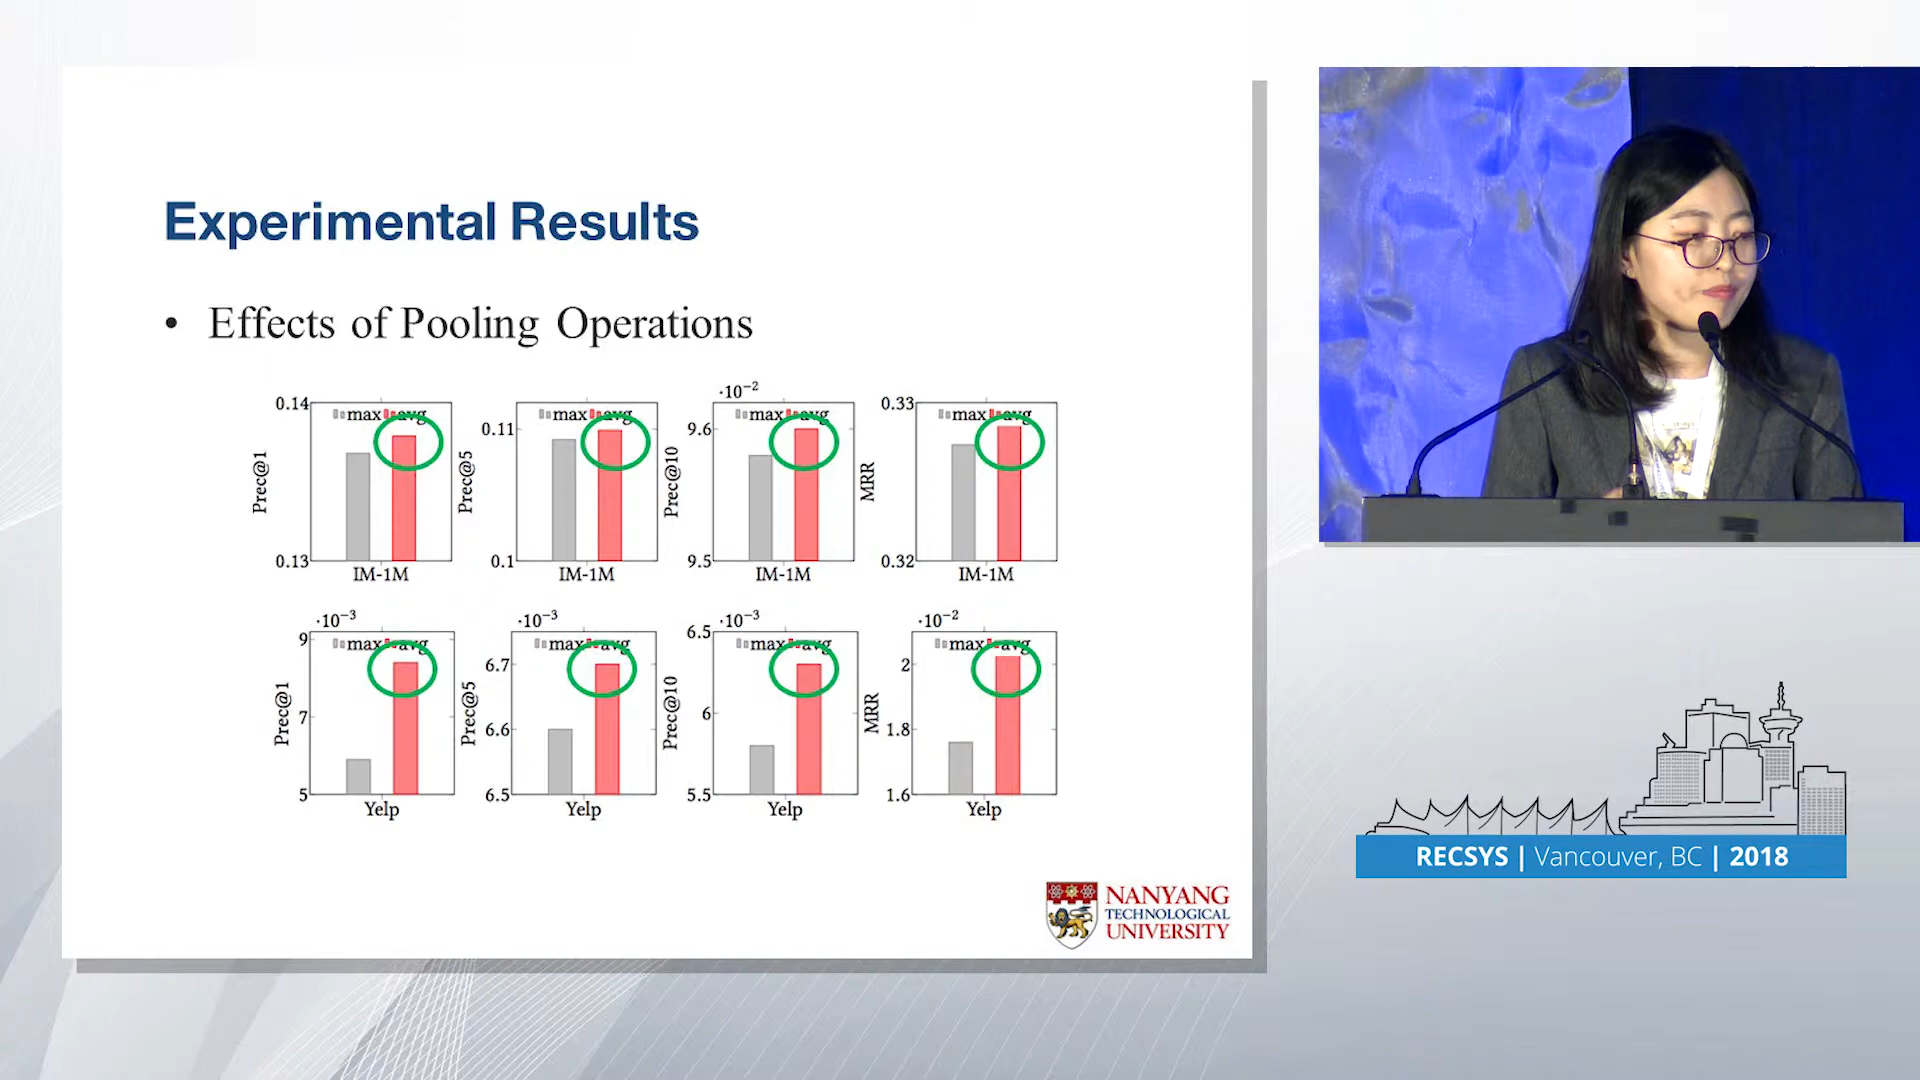 Experimental Results
• Effects of Pooling Operations
0.14
0.13
Prec@1
max avg
IM-1M
0.11
0.1
Prec@5
max avg
IM-1M
·10⁻²
9.6
9.5
Prec@10
max avg
IM-1M
0.33
0.32
MRR
max avg
IM-1M
·10⁻³
9
7
5
Prec@1
max avg
Yelp
·10⁻³
6.7
6.6
6.5
Prec@5
max avg
Yelp
·10⁻³
6.5
6
5.5
Prec@10
max avg
Yelp
·10⁻²
2
1.8
1.6
MRR
max avg
Yelp
NANYANG
TECHNOLOGICAL
UNIVERSITY
RECSYS | Vancouver, BC | 2018